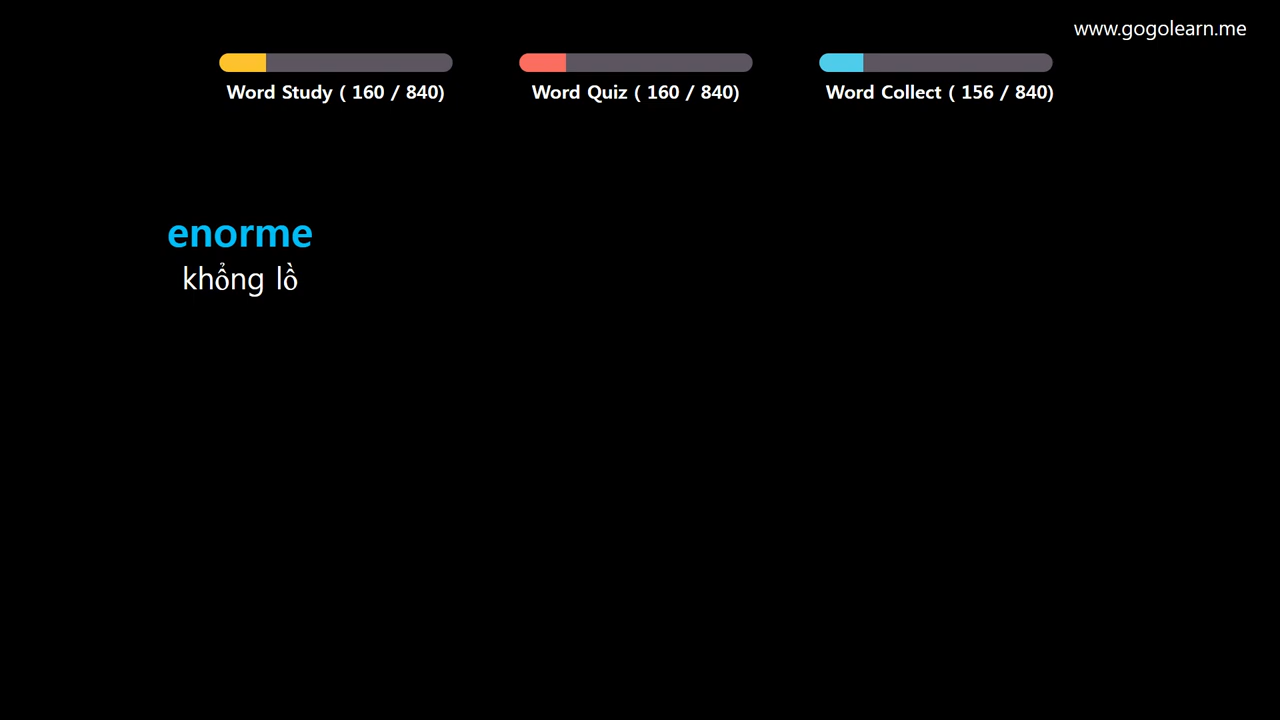 www.gogolearn.me
Word Study ( 160 / 840)
Word Quiz ( 160 / 840)
Word Collect ( 156 / 840)
enorme
khổng lồ